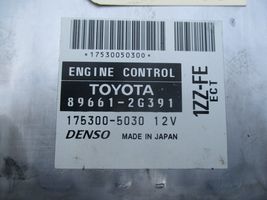 *17530050300*
ENGINE CONTROL
TOYOTA
89661-2G391
175300-5030 12V
DENSO MADE IN JAPAN
1ZZ-FE
ECT